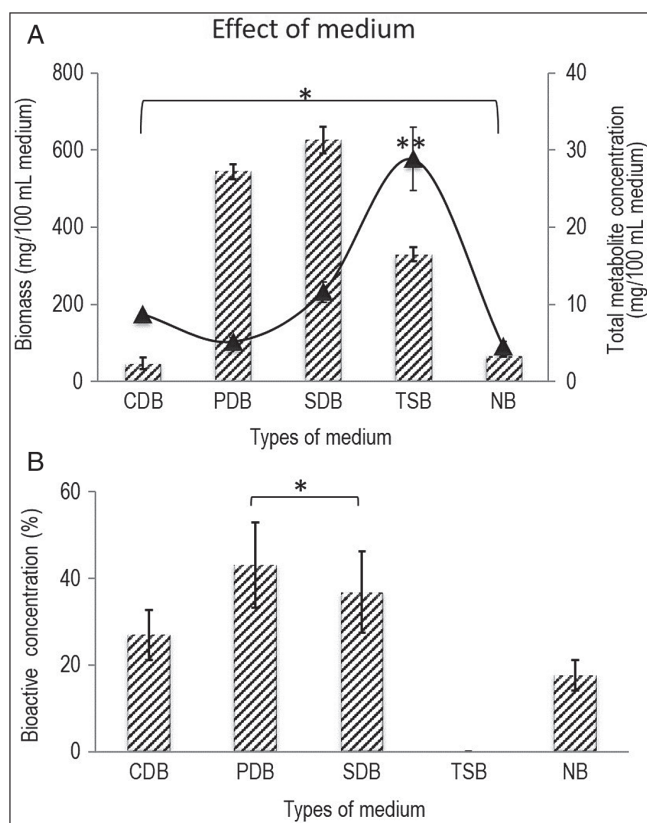 A
Effect of medium
Biomass (mg/100 mL medium)
800
600
400
200
0
*
**
40
30
20
10
0
Total metabolite concentration
(mg/100 mL medium)
CDB PDB SDB TSB NB
Types of medium
B
Bioactive concentration (%)
60
40
20
0
*
CDB PDB SDB TSB NB
Types of medium